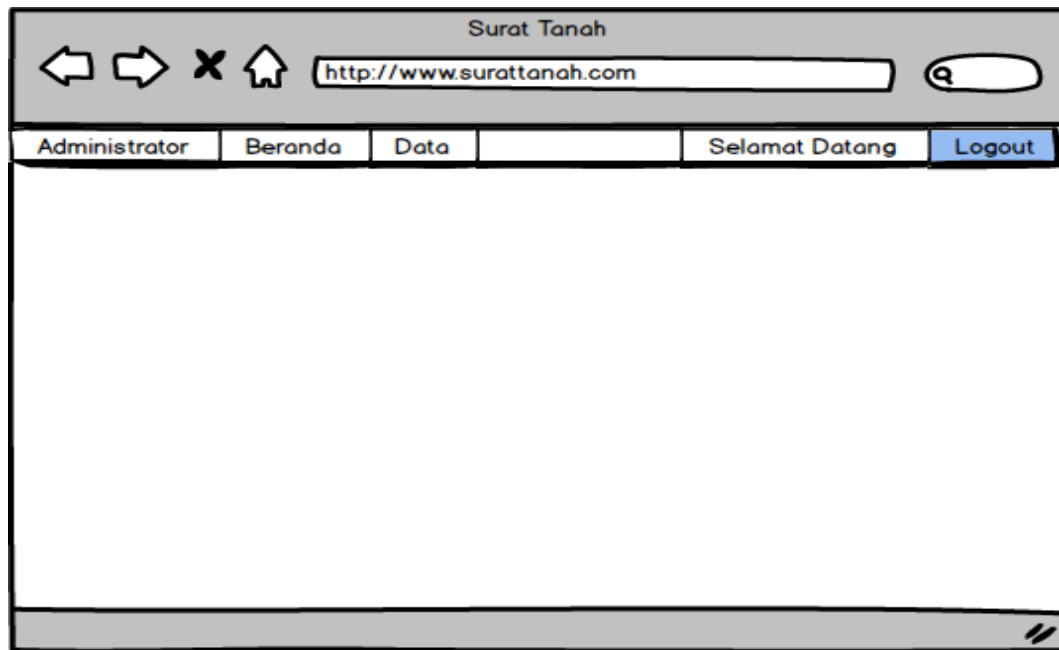 Surat Tanah
http://www.surattanah.com
Administrator Beranda Data Selamat Datang Logout